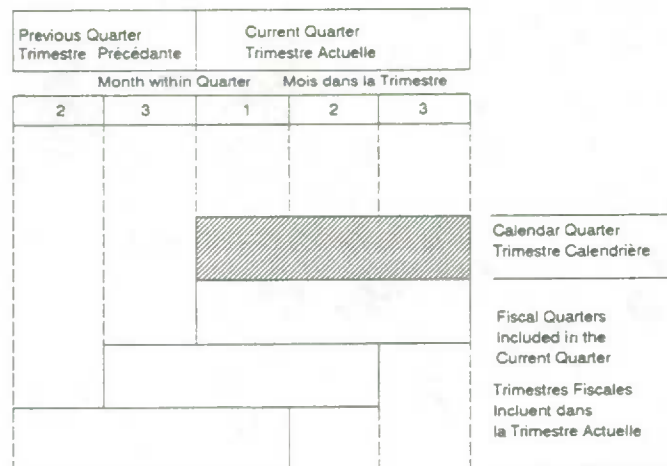 Previous Quarter
Trimestre Précédante
Current Quarter
Trimestre Actuelle
Month within Quarter Mois dans la Trimestre
2 3 1 2 3
Calendar Quarter
Trimestre Calendrière
Fiscal Quarters
Included in the
Current Quarter
Trimestres Fiscales
Incluent dans
la Trimestre Actuelle